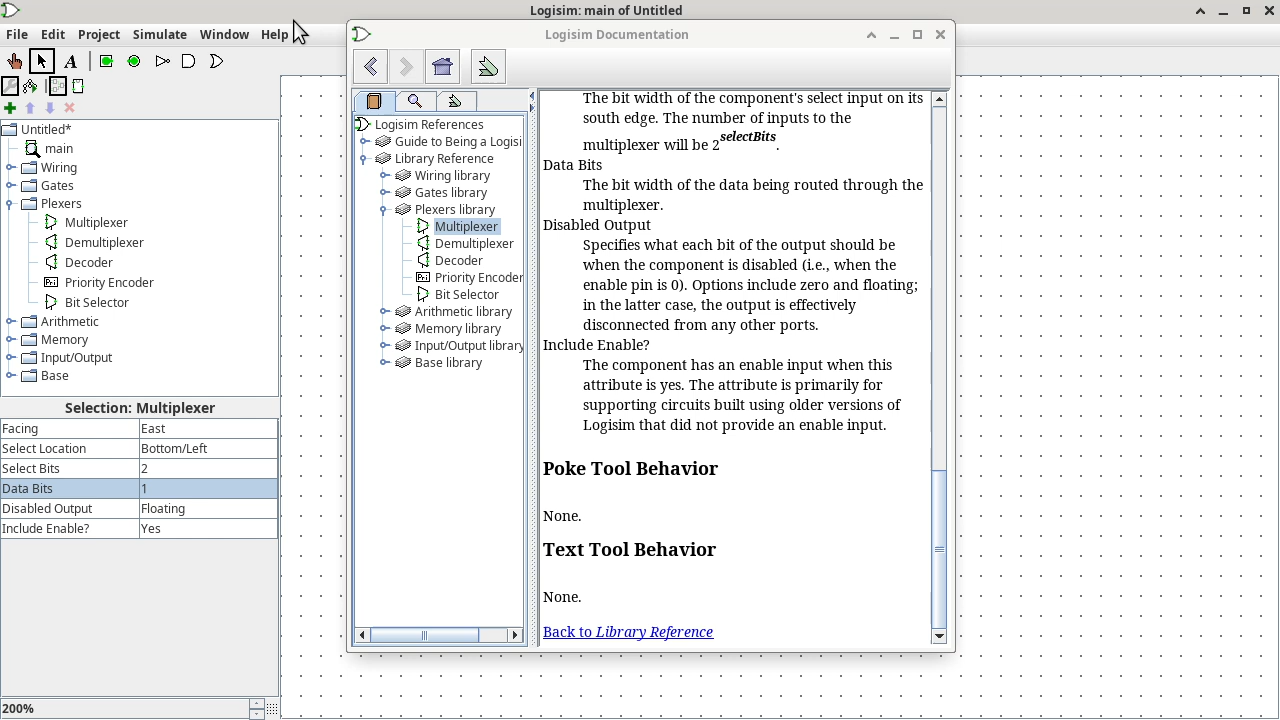 Logisim: main of Untitled
File Edit Project Simulate Window Help
A
Untitled*
main
Wiring
Gates
Plexers
Multiplexer
Demultiplexer
Decoder
Priority Encoder
Bit Selector
Arithmetic
Memory
Input/Output
Base
Selection: Multiplexer
Facing East
Select Location Bottom/Left
Select Bits 2
Data Bits 1
Disabled Output Floating
Include Enable? Yes
200%
Logisim Documentation
Logisim References
Guide to Being a Logisi
Library Reference
Wiring library
Gates library
Plexers library
Multiplexer
Demultiplexer
Decoder
Priority Encoder
Bit Selector
Arithmetic library
Memory library
Input/Output library
Base library
The bit width of the component's select input on its
south edge. The number of inputs to the
multiplexer will be 2selectBits.
Data Bits
The bit width of the data being routed through the
multiplexer.
Disabled Output
Specifies what each bit of the output should be
when the component is disabled (i.e., when the
enable pin is 0). Options include zero and floating;
in the latter case, the output is effectively
disconnected from any other ports.
Include Enable?
The component has an enable input when this
attribute is yes. The attribute is primarily for
supporting circuits built using older versions of
Logisim that did not provide an enable input.
Poke Tool Behavior
None.
Text Tool Behavior
None.
Back to Library Reference